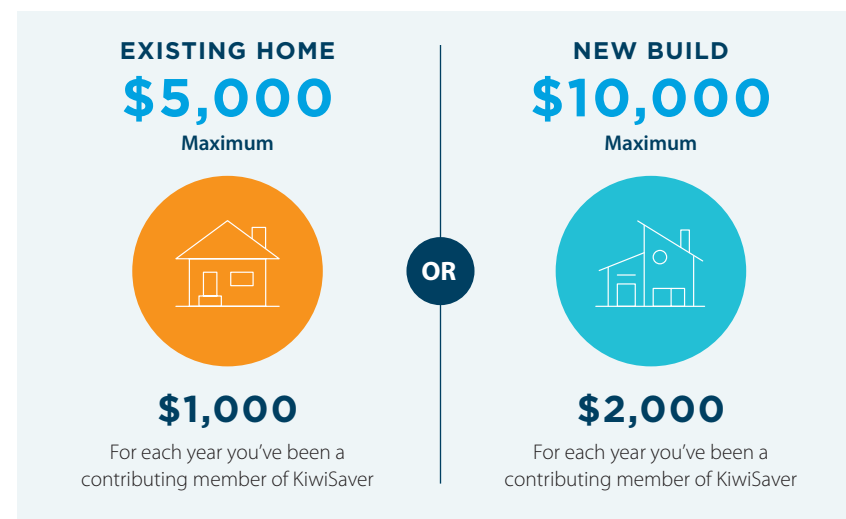 EXISTING HOME
$5,000
Maximum
$1,000
For each year you've been a
contributing member of KiwiSaver
OR
NEW BUILD
$10,000
Maximum
$2,000
For each year you've been a
contributing member of KiwiSaver